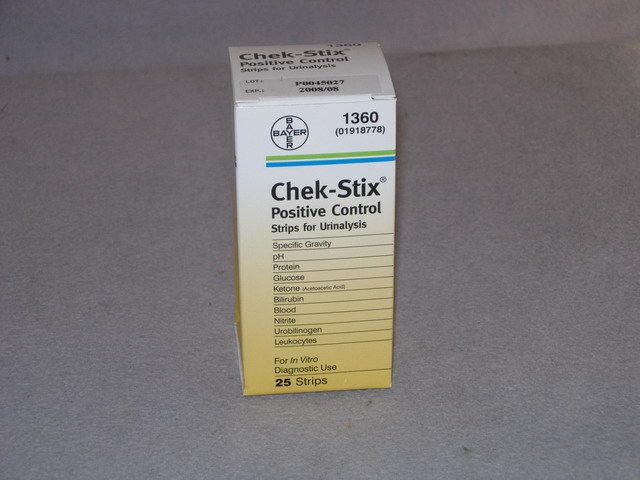 1360
Chek-Stix
Positive Control
Strips for Urinalysis
LOT.: P0045027
EXP.: 2008/08
BAYER
BAYER
1360
(01918778)
Chek-Stix®
Positive Control
Strips for Urinalysis
Specific Gravity
pH
Protein
Glucose
Ketone (Acetoacetic Acid)
Bilirubin
Blood
Nitrite
Urobilinogen
Leukocytes
For In Vitro
Diagnostic Use
25 Strips